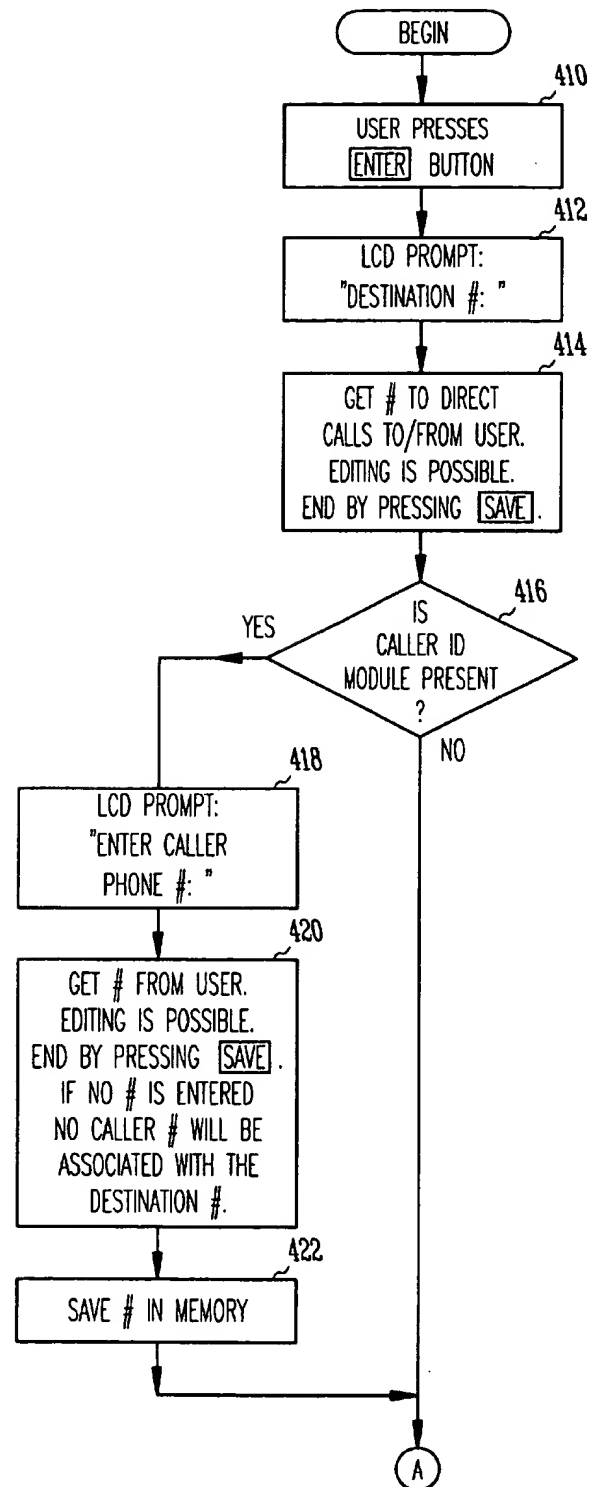 BEGIN
410
USER PRESSES
ENTER BUTTON
412
LCD PROMPT:
"DESTINATION #: "
414
GET # TO DIRECT
CALLS TO/FROM USER.
EDITING IS POSSIBLE.
END BY PRESSING SAVE.
416
IS
CALLER ID
MODULE PRESENT
?
YES
NO
418
LCD PROMPT:
"ENTER CALLER
PHONE #: "
420
GET # FROM USER.
EDITING IS POSSIBLE.
END BY PRESSING SAVE.
IF NO # IS ENTERED
NO CALLER # WILL BE
ASSOCIATED WITH THE
DESTINATION #.
422
SAVE # IN MEMORY
A